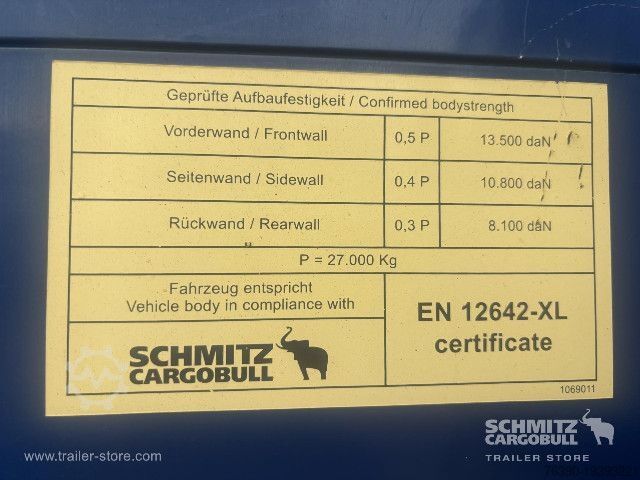 Geprüfte Aufbaufestigkeit / Confirmed bodystrength
Vorderwand / Frontwall 0,5 P 13.500 daN
Seitenwand / Sidewall 0,4 P 10.800 daN
Rückwand / Rearwall 0,3 P 8.100 daN
P = 27.000 Kg
Fahrzeug entspricht
Vehicle body in compliance with
EN 12642-XL
certificate
SCHMITZ
CARGOBULL
1069011
SCHMITZ
CARGOBULL
TRAILER STORE
www.trailer-store.com